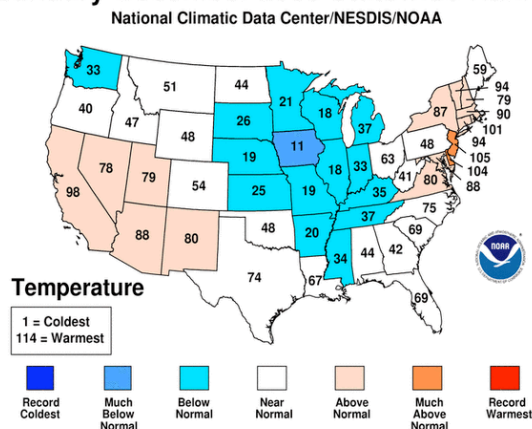 National Climatic Data Center/NESDIS/NOAA
33
51
44
59
40
47
48
26
21
18
37
87
94
79
90
101
94
105
104
88
98
78
79
54
19
25
11
19
18
33
63
48
41
80
35
88
80
48
20
37
75
69
74
67
34
44
42
69
NOAA
Temperature
1 = Coldest
114 = Warmest
Record
Coldest
Much
Below
Normal
Below
Normal
Near
Normal
Above
Normal
Much
Above
Normal
Record
Warmest